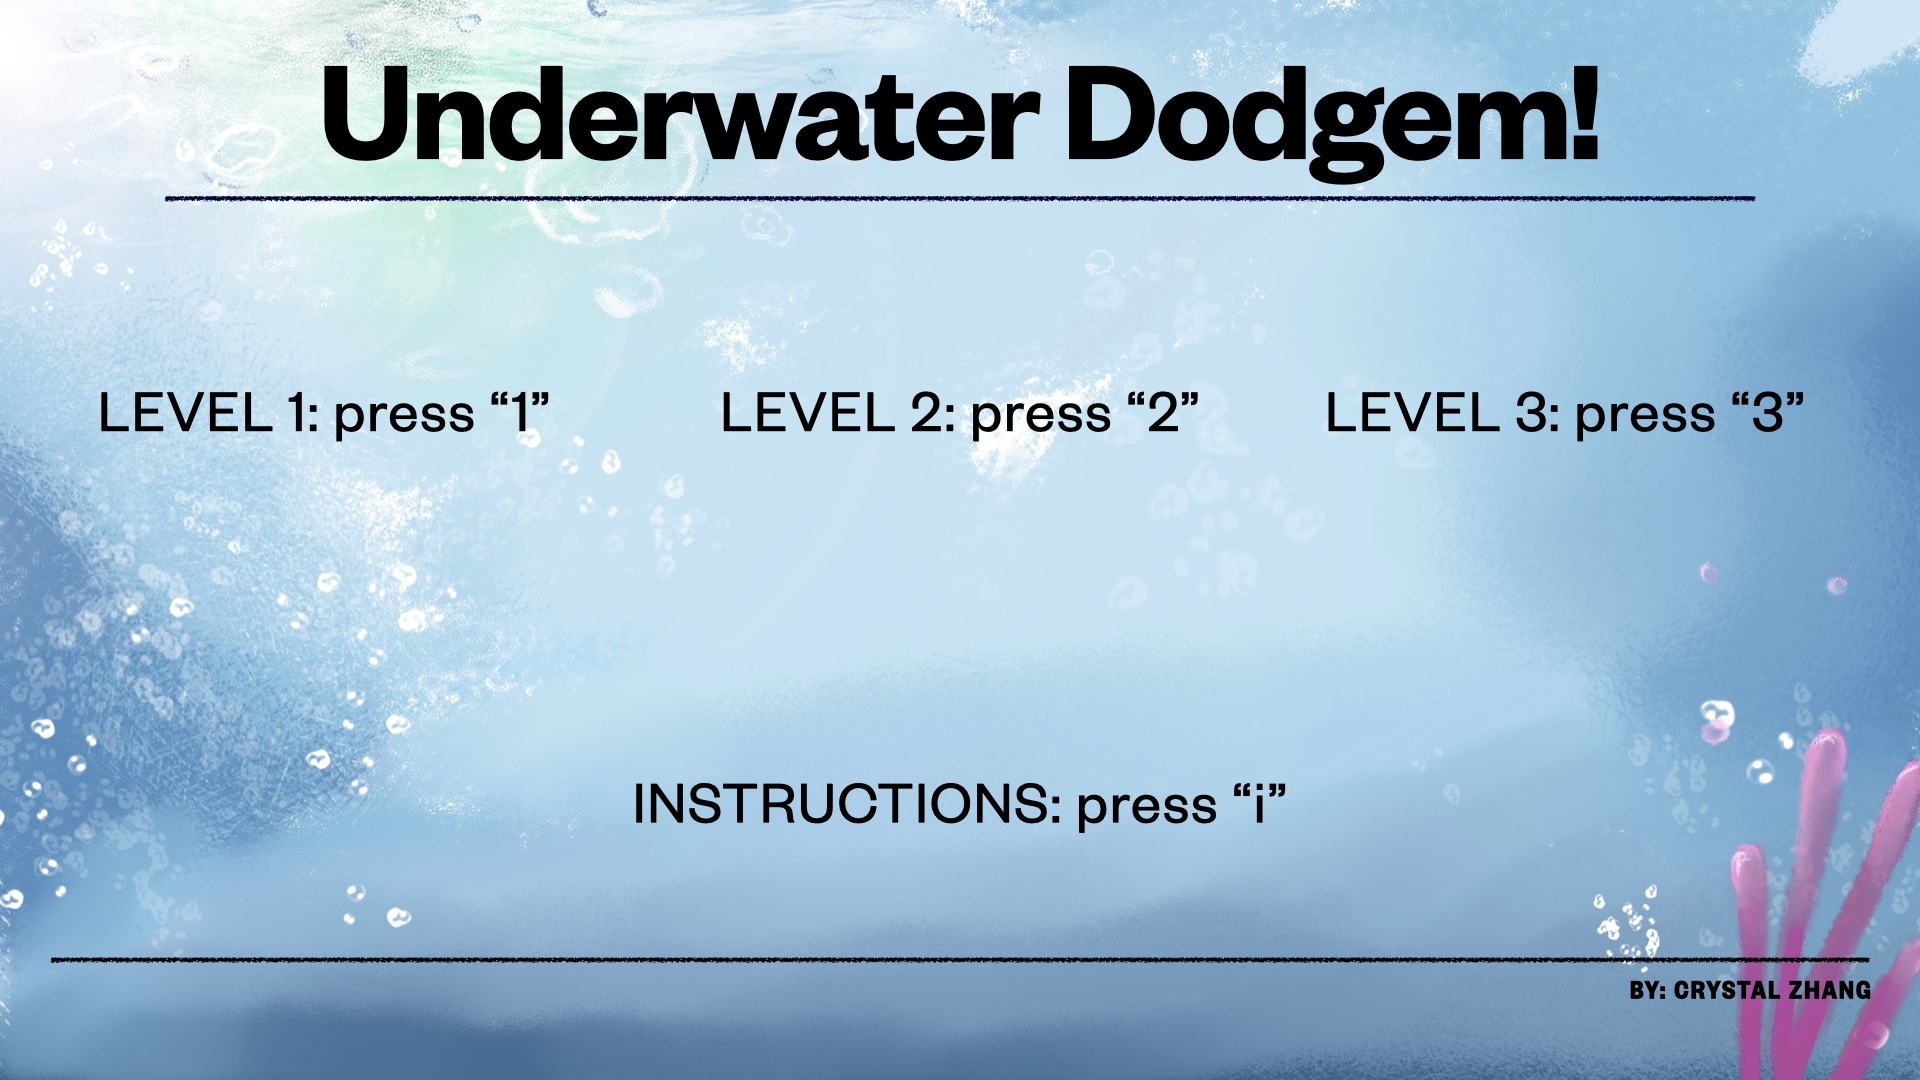 Underwater Dodgem!
LEVEL 1: press “1”
LEVEL 2: press “2”
LEVEL 3: press “3”
INSTRUCTIONS: press “i”
BY: CRYSTAL ZHANG